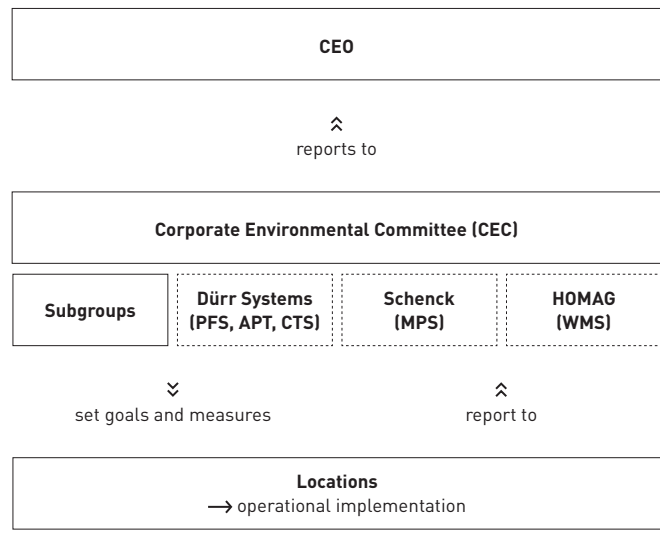 CEO
reports to
Corporate Environmental Committee (CEC)
Subgroups
Dürr Systems
(PFS, APT, CTS)
Schenck
(MPS)
HOMAG
(WMS)
set goals and measures
report to
Locations
→ operational implementation